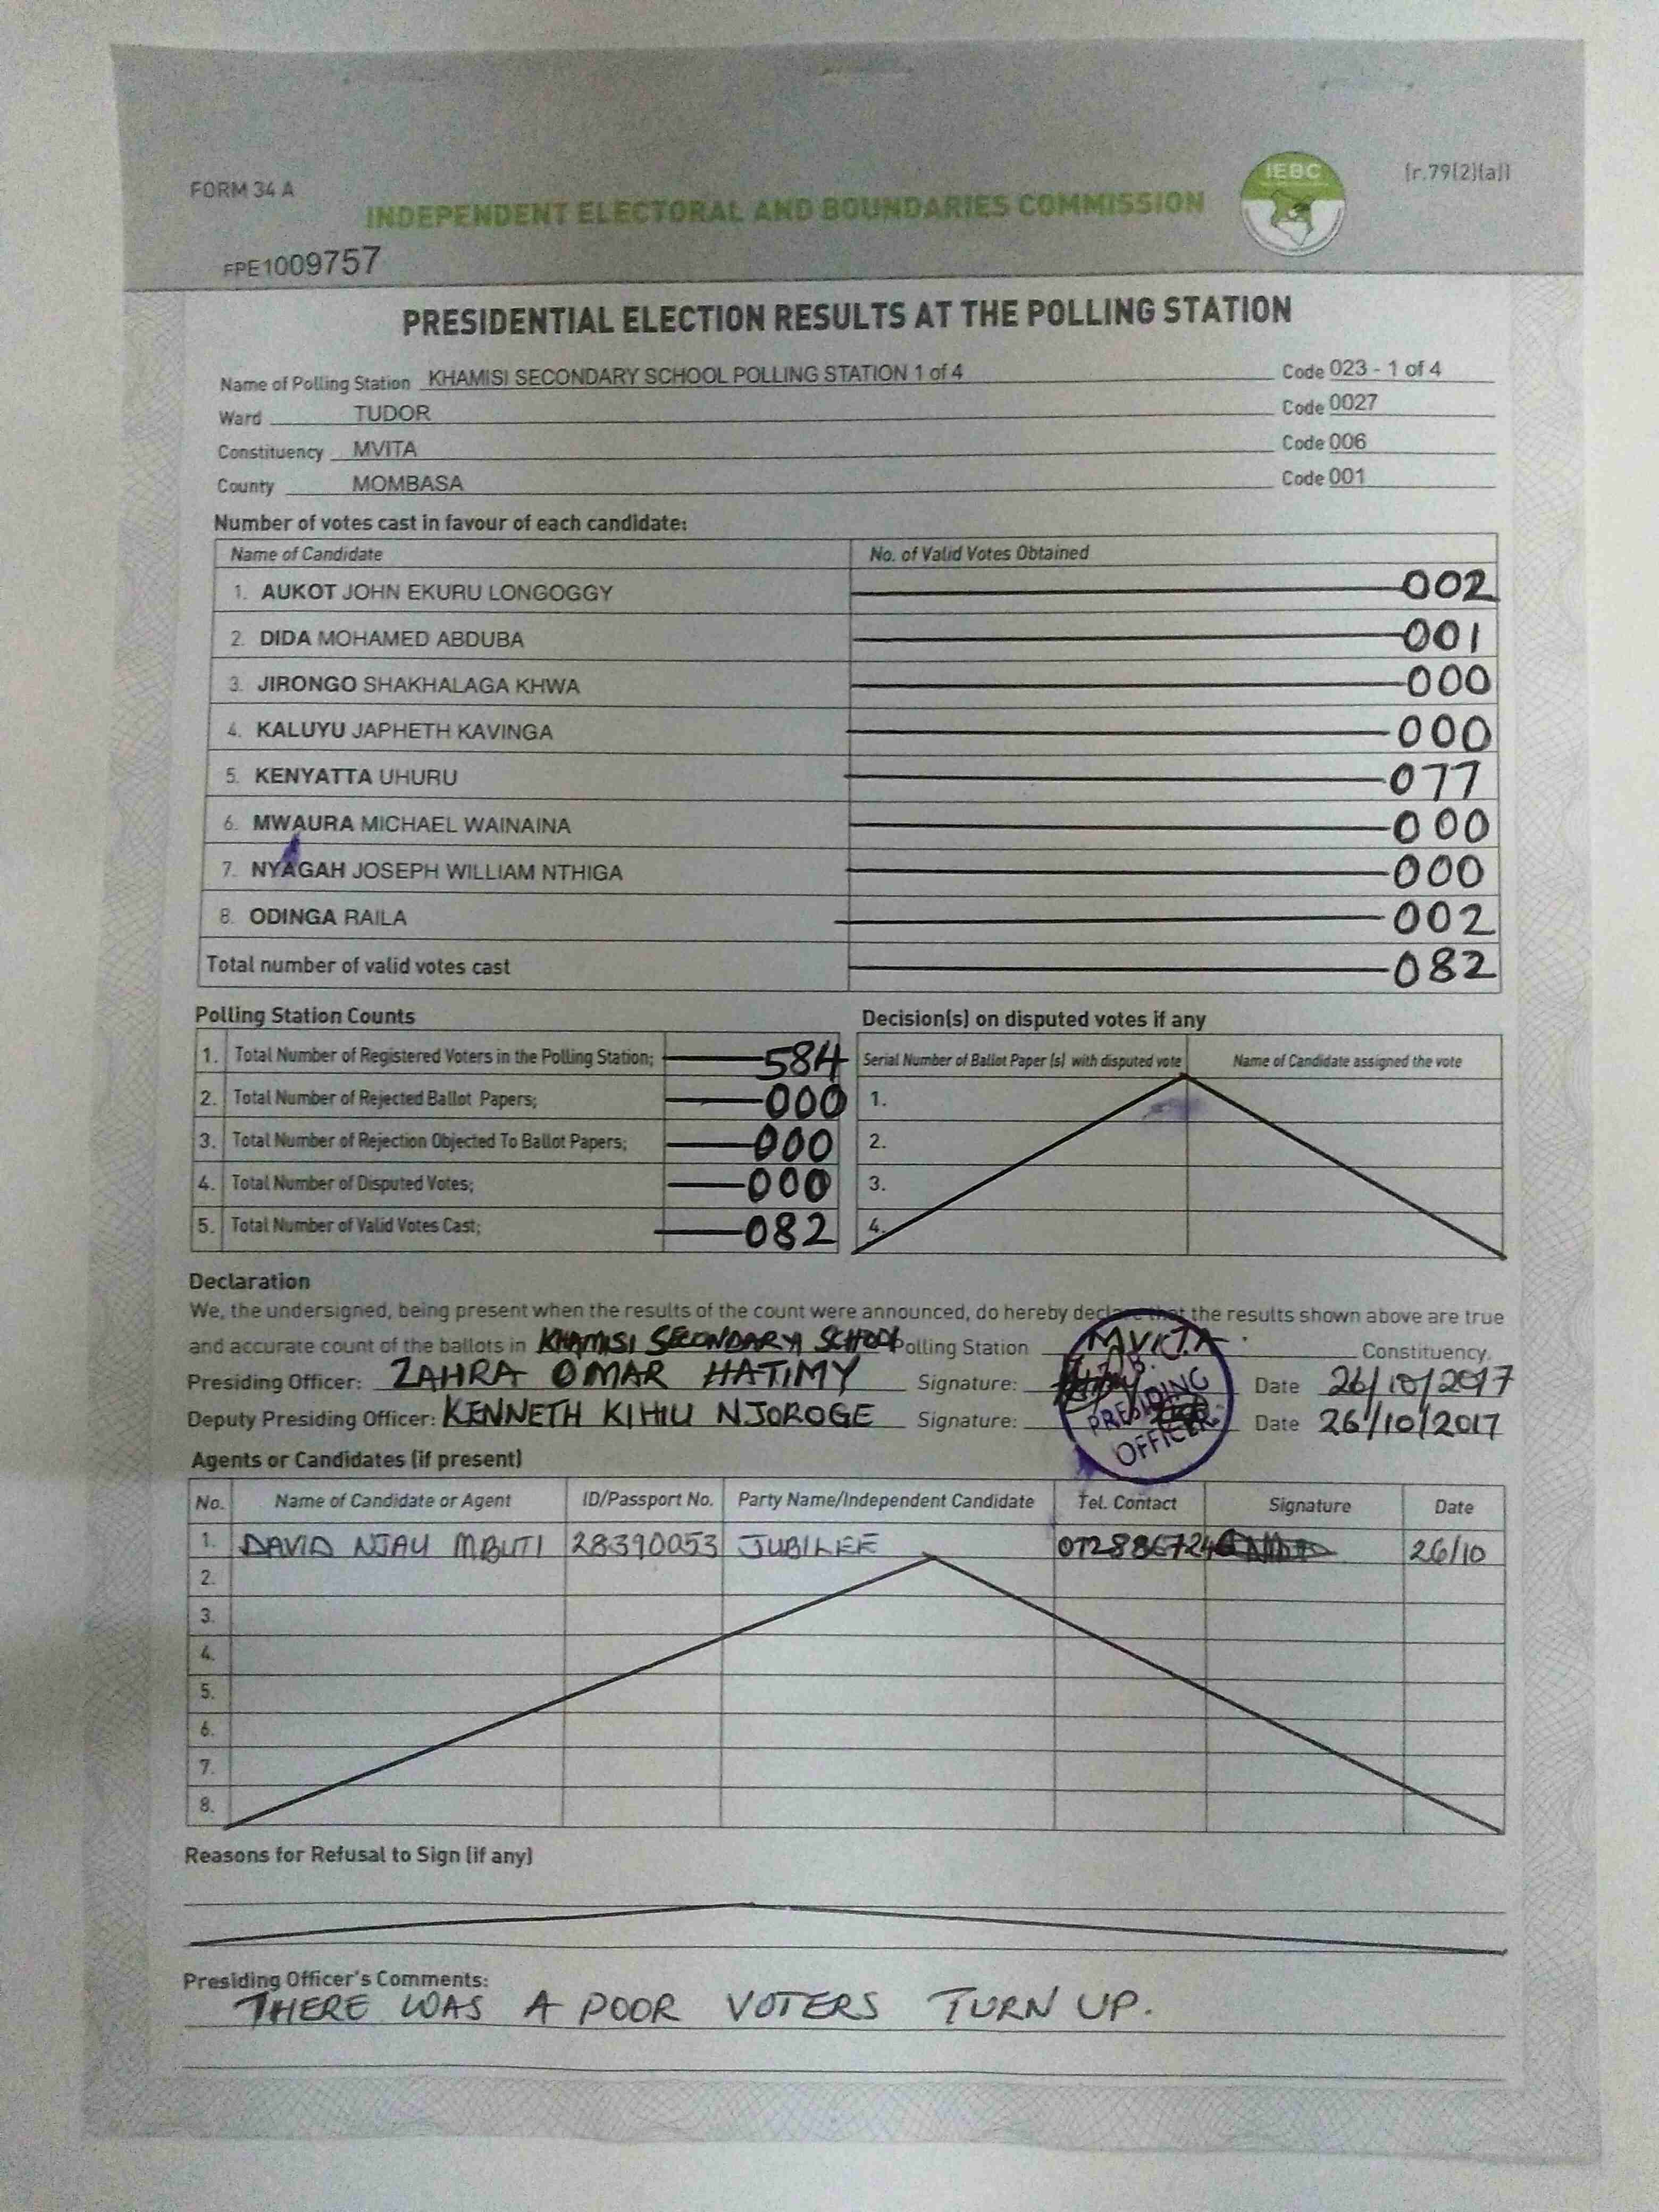 FORM 34 A
IEBC
(r.79(2)(a))
INDEPENDENT ELECTORAL AND BOUNDARIES COMMISSION
FPE1009757
PRESIDENTIAL ELECTION RESULTS AT THE POLLING STATION
Name of Polling Station KHAMISI SECONDARY SCHOOL POLLING STATION 1 of 4 Code 023 - 1 of 4
Ward TUDOR Code 0027
Constituency MVITA Code 006
County MOMBASA Code 001
Number of votes cast in favour of each candidate:
Name of Candidate No. of Valid Votes Obtained
1. AUKOT JOHN EKURU LONGOGGY 002
2. DIDA MOHAMED ABDUBA 001
3. JIRONGO SHAKHALAGA KHWA 000
4. KALUYU JAPHETH KAVINGA 000
5. KENYATTA UHURU 077
6. MWAURA MICHAEL WAINAINA 000
7. NYAGAH JOSEPH WILLIAM NTHIGA 000
8. ODINGA RAILA 002
Total number of valid votes cast 082
Polling Station Counts
1. Total Number of Registered Voters in the Polling Station; 584
2. Total Number of Rejected Ballot Papers; 000
3. Total Number of Rejection Objected To Ballot Papers; 000
4. Total Number of Disputed Votes; 000
5. Total Number of Valid Votes Cast; 082
Decision(s) on disputed votes if any
Serial Number of Ballot Paper (s) with disputed vote Name of Candidate assigned the vote
1.
2.
3.
4.
Declaration
We, the undersigned, being present when the results of the count were announced, do hereby declare that the results shown above are true
and accurate count of the ballots in KHAMISI SECONDARY SCHOOL Polling Station MVITA Constituency.
Presiding Officer: ZAHRA OMAR HATIMY Signature: Date 26/10/2017
Deputy Presiding Officer: KENNETH KIHIU NJOROGE Signature: Date 26/10/2017
PRESIDING
OFFICER
Agents or Candidates (if present)
No. Name of Candidate or Agent ID/Passport No. Party Name/Independent Candidate Tel. Contact Signature Date
1. DAVID NJAU MBUTI 28390053 JUBILEE 26/10
2.
3.
4.
5.
6.
7.
8.
Reasons for Refusal to Sign (if any)
Presiding Officer's Comments:
THERE WAS A POOR VOTERS TURN UP.